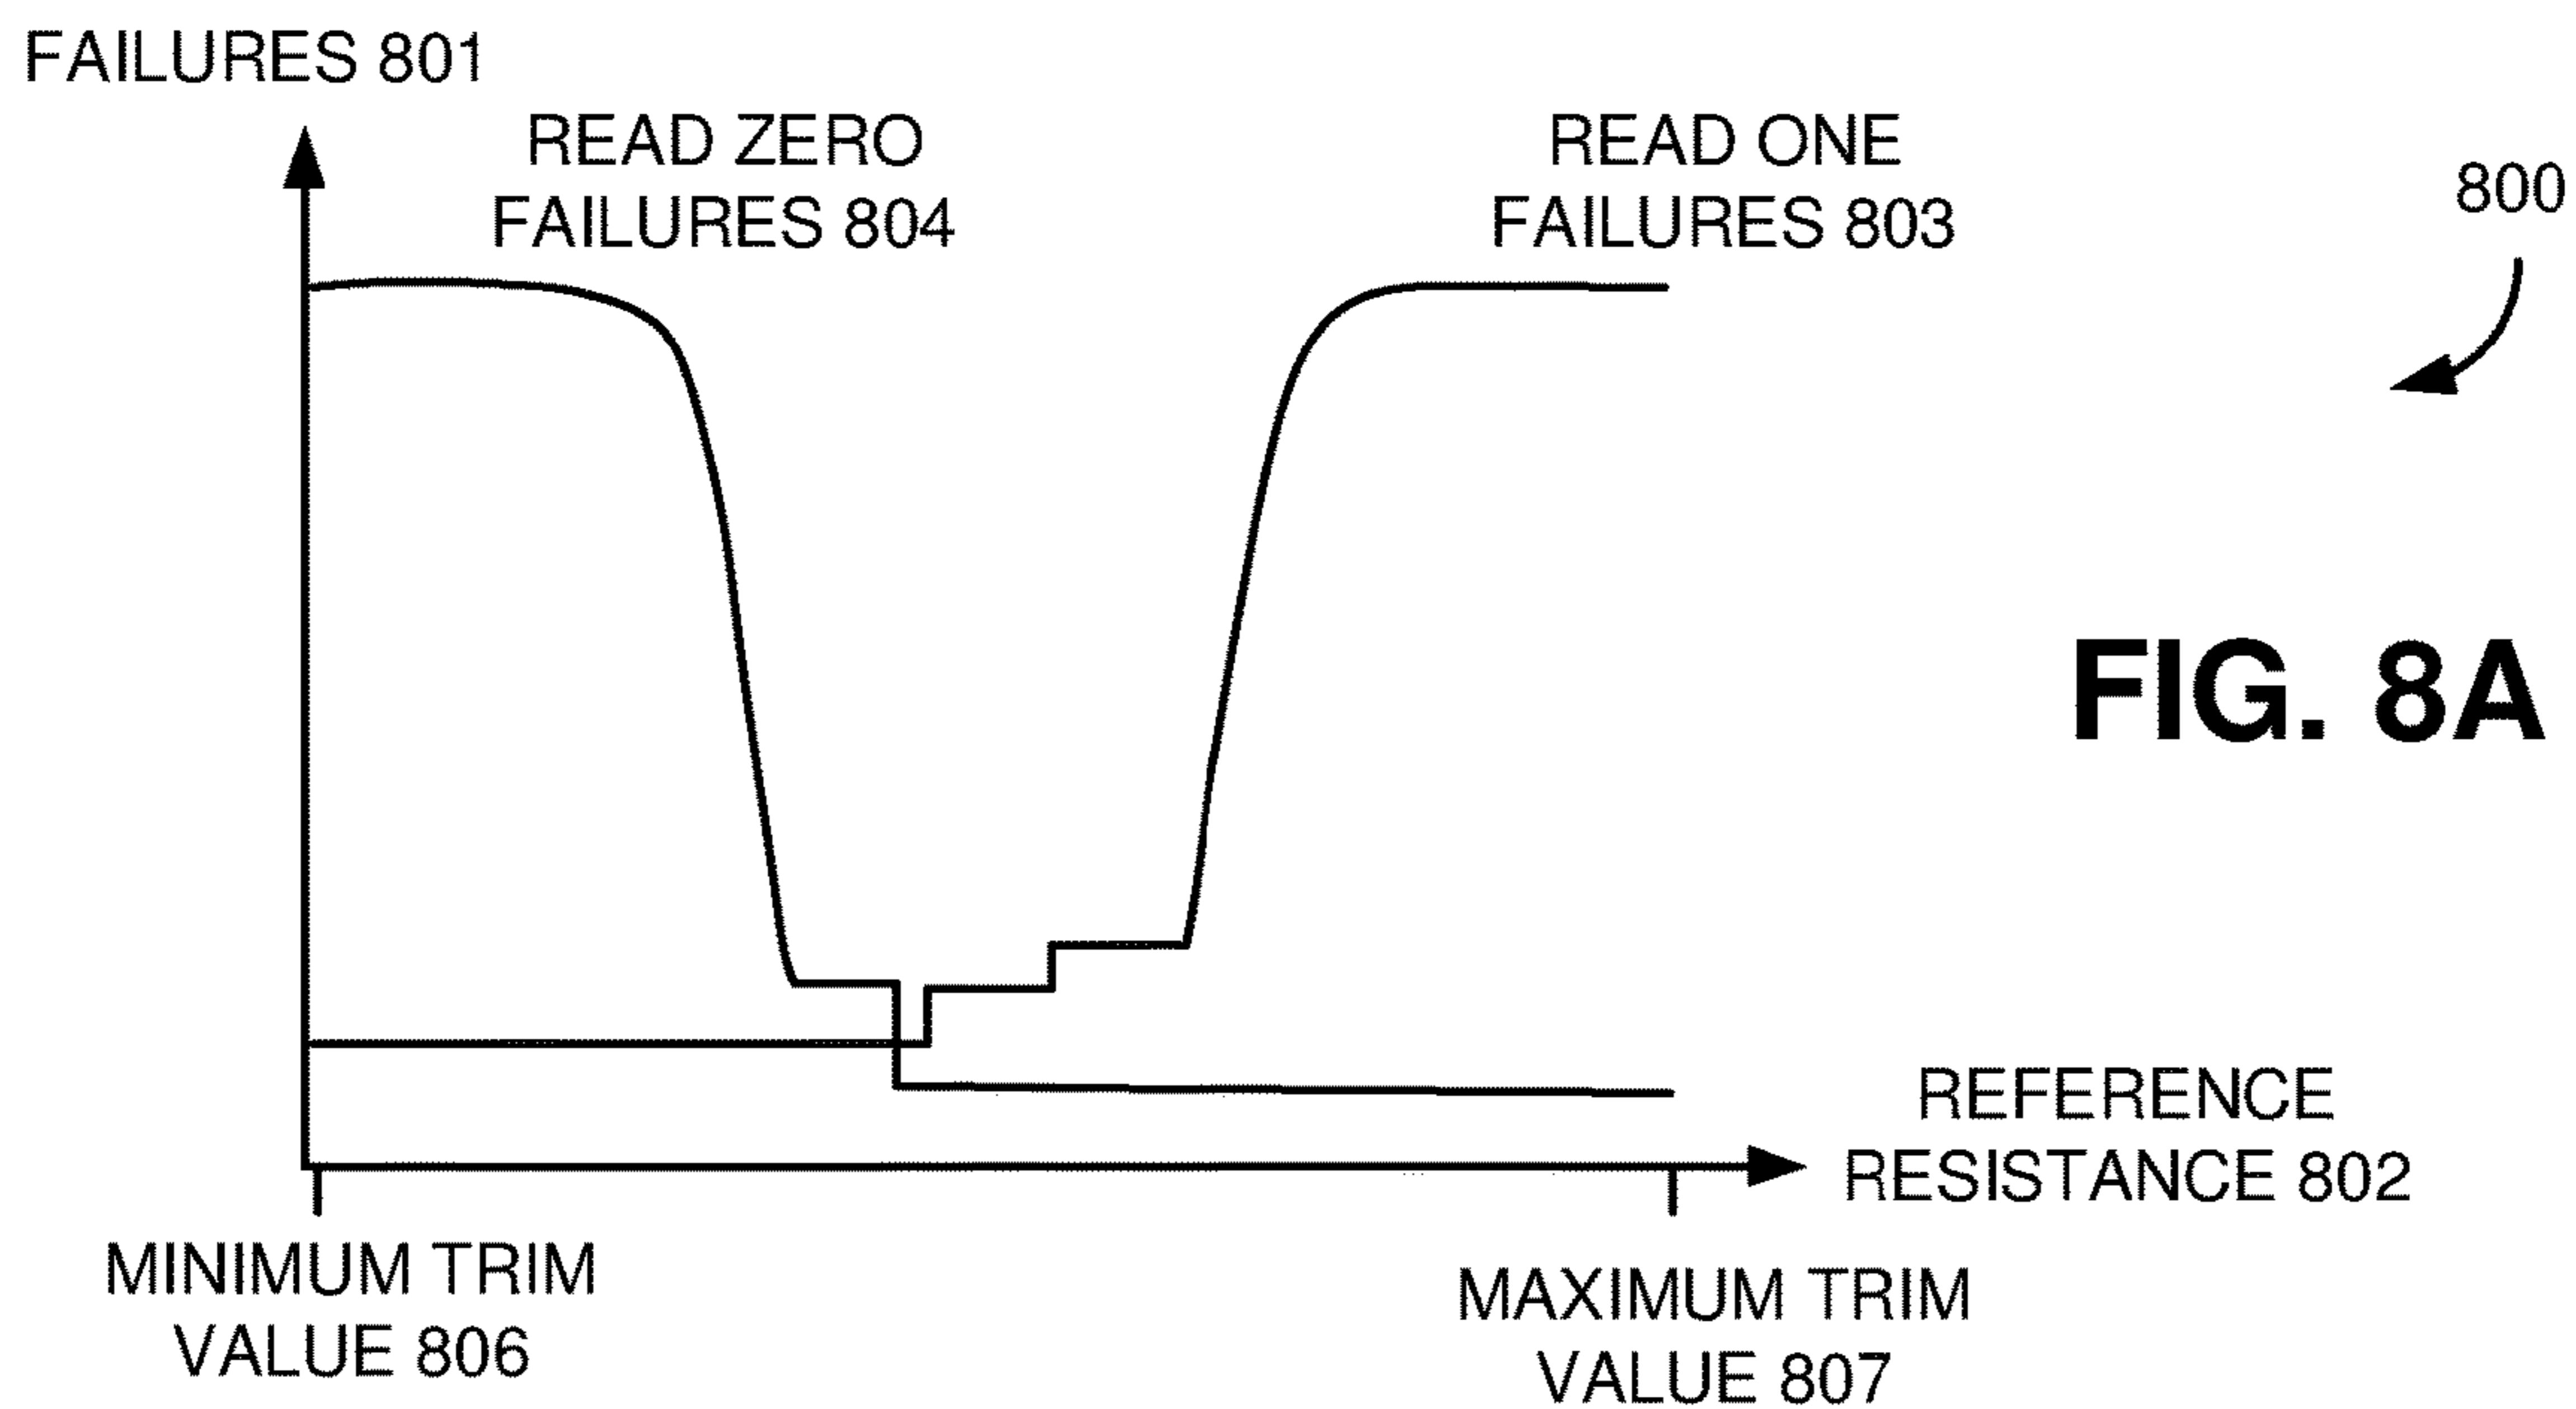 FAILURES 801
READ ZERO
FAILURES 804
READ ONE
FAILURES 803
800
FIG. 8A
REFERENCE
RESISTANCE 802
MINIMUM TRIM
VALUE 806
MAXIMUM TRIM
VALUE 807